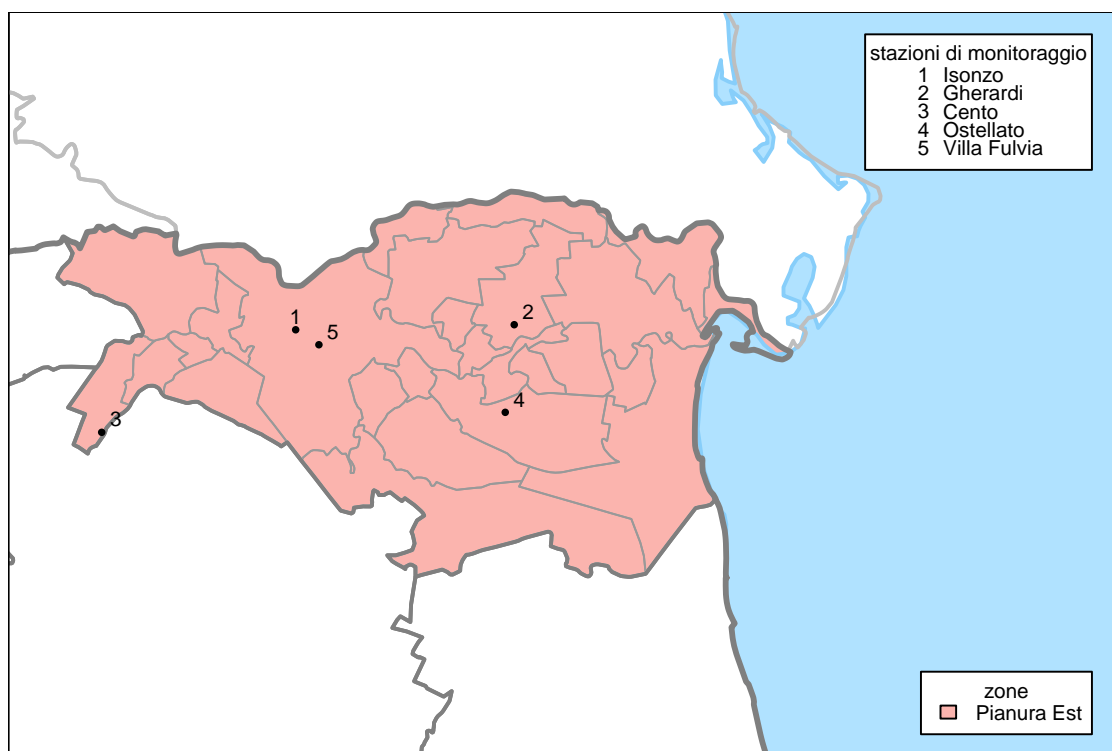 stazioni di monitoraggio
1 Isonzo
2 Gherardi
3 Cento
4 Ostellato
5 Villa Fulvia
2
1
5
4
3
zone
Pianura Est